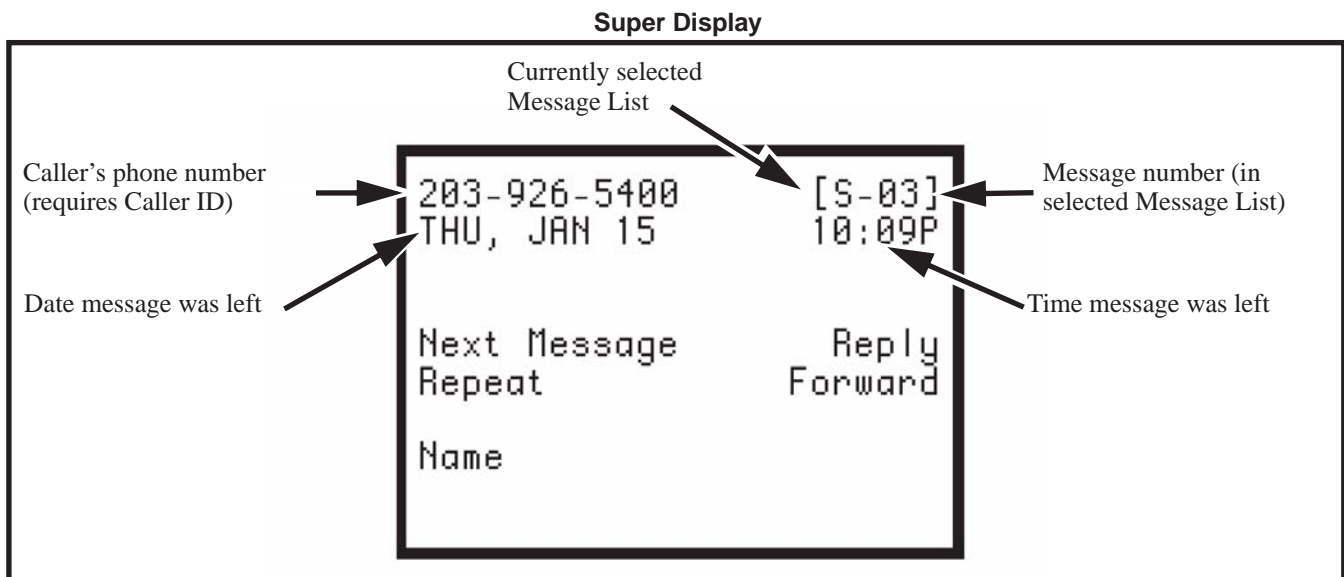 Super Display
Currently selected
Message List
Caller's phone number
(requires Caller ID)
Message number (in
selected Message List)
203-926-5400 [S-03]
THU, JAN 15 10:09P
Date message was left
Time message was left
Next Message Reply
Repeat Forward
Name